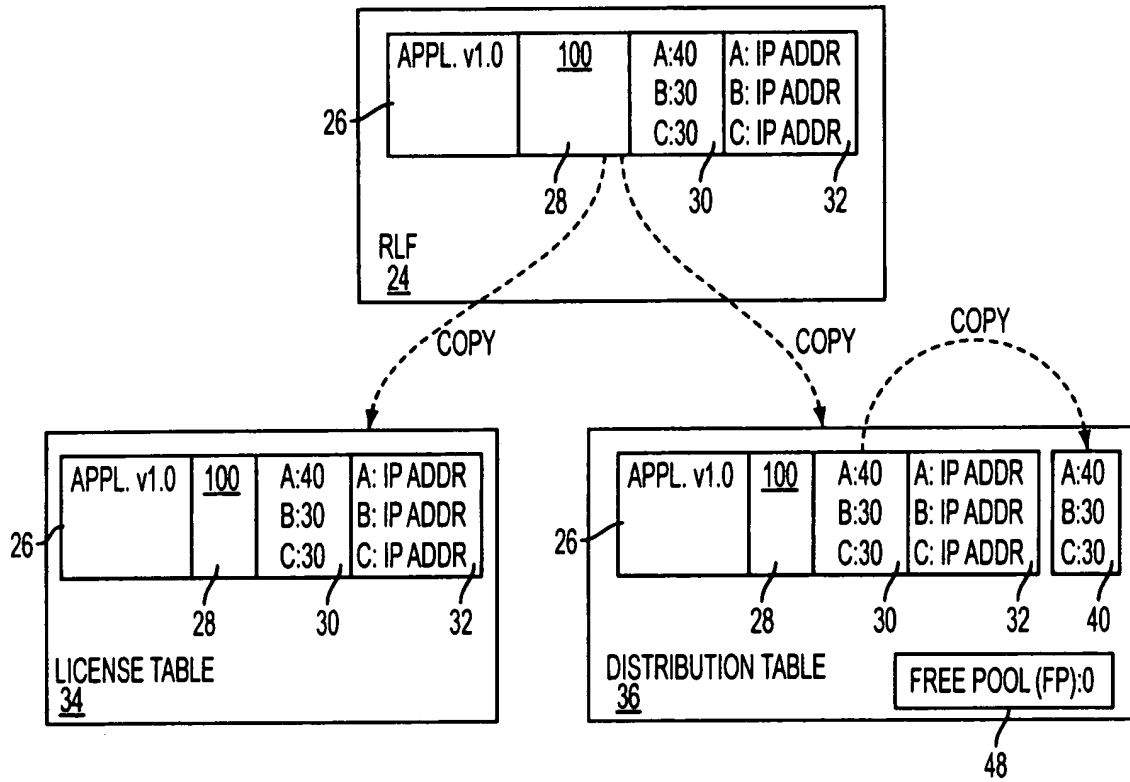 APPL. v1.0 100 A:40 A: IP ADDR
B:30 B: IP ADDR
C:30 C: IP ADDR
26
28 30 32
RLF
24
COPY COPY COPY
APPL. v1.0 100 A:40 A: IP ADDR
B:30 B: IP ADDR
C:30 C: IP ADDR
26
28 30 32
LICENSE TABLE
34
APPL. v1.0 100 A:40 A: IP ADDR A:40
B:30 B: IP ADDR B:30
C:30 C: IP ADDR C:30
26
28 30 32 40
DISTRIBUTION TABLE
36
FREE POOL (FP):0
48